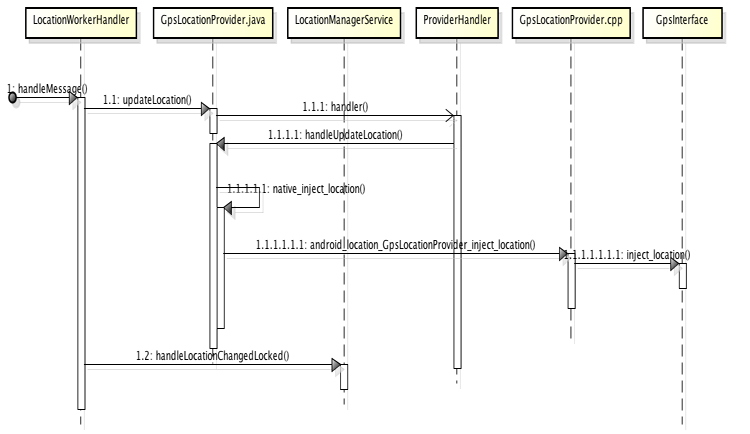 LocationWorkerHandler
GpsLocationProvider.java
LocationManagerService
ProviderHandler
GpsLocationProvider.cpp
GpsInterface
1: handleMessage()
1.1: updateLocation()
1.1.1: handler()
1.1.1.1: handleUpdateLocation()
1.1.1.1.1: native_inject_location()
1.1.1.1.1.1: android_location_GpsLocationProvider_inject_location()
1.1.1.1.1.1.1: inject_location()
1.2: handleLocationChangedLocked()